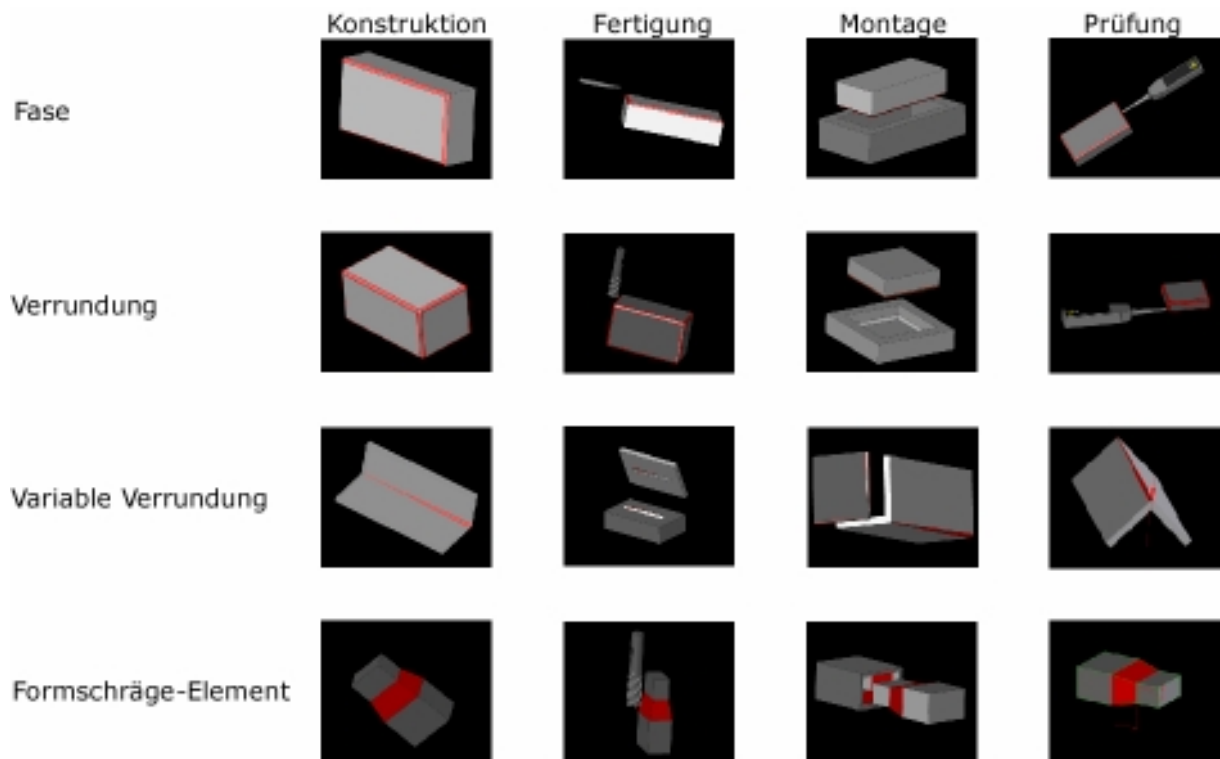 Konstruktion Fertigung Montage Prüfung
Fase
Verrundung
Variable Verrundung
Formschräge-Element